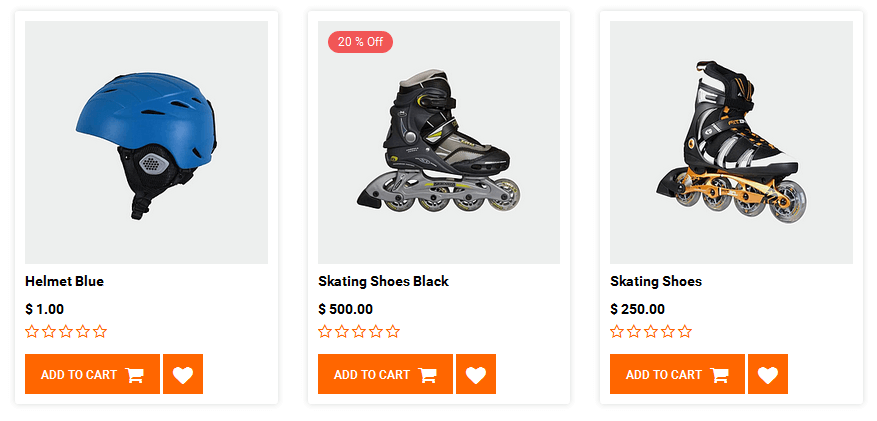 20 % Off
Helmet Blue
$ 1.00
ADD TO CART
Skating Shoes Black
$ 500.00
ADD TO CART
Skating Shoes
$ 250.00
ADD TO CART